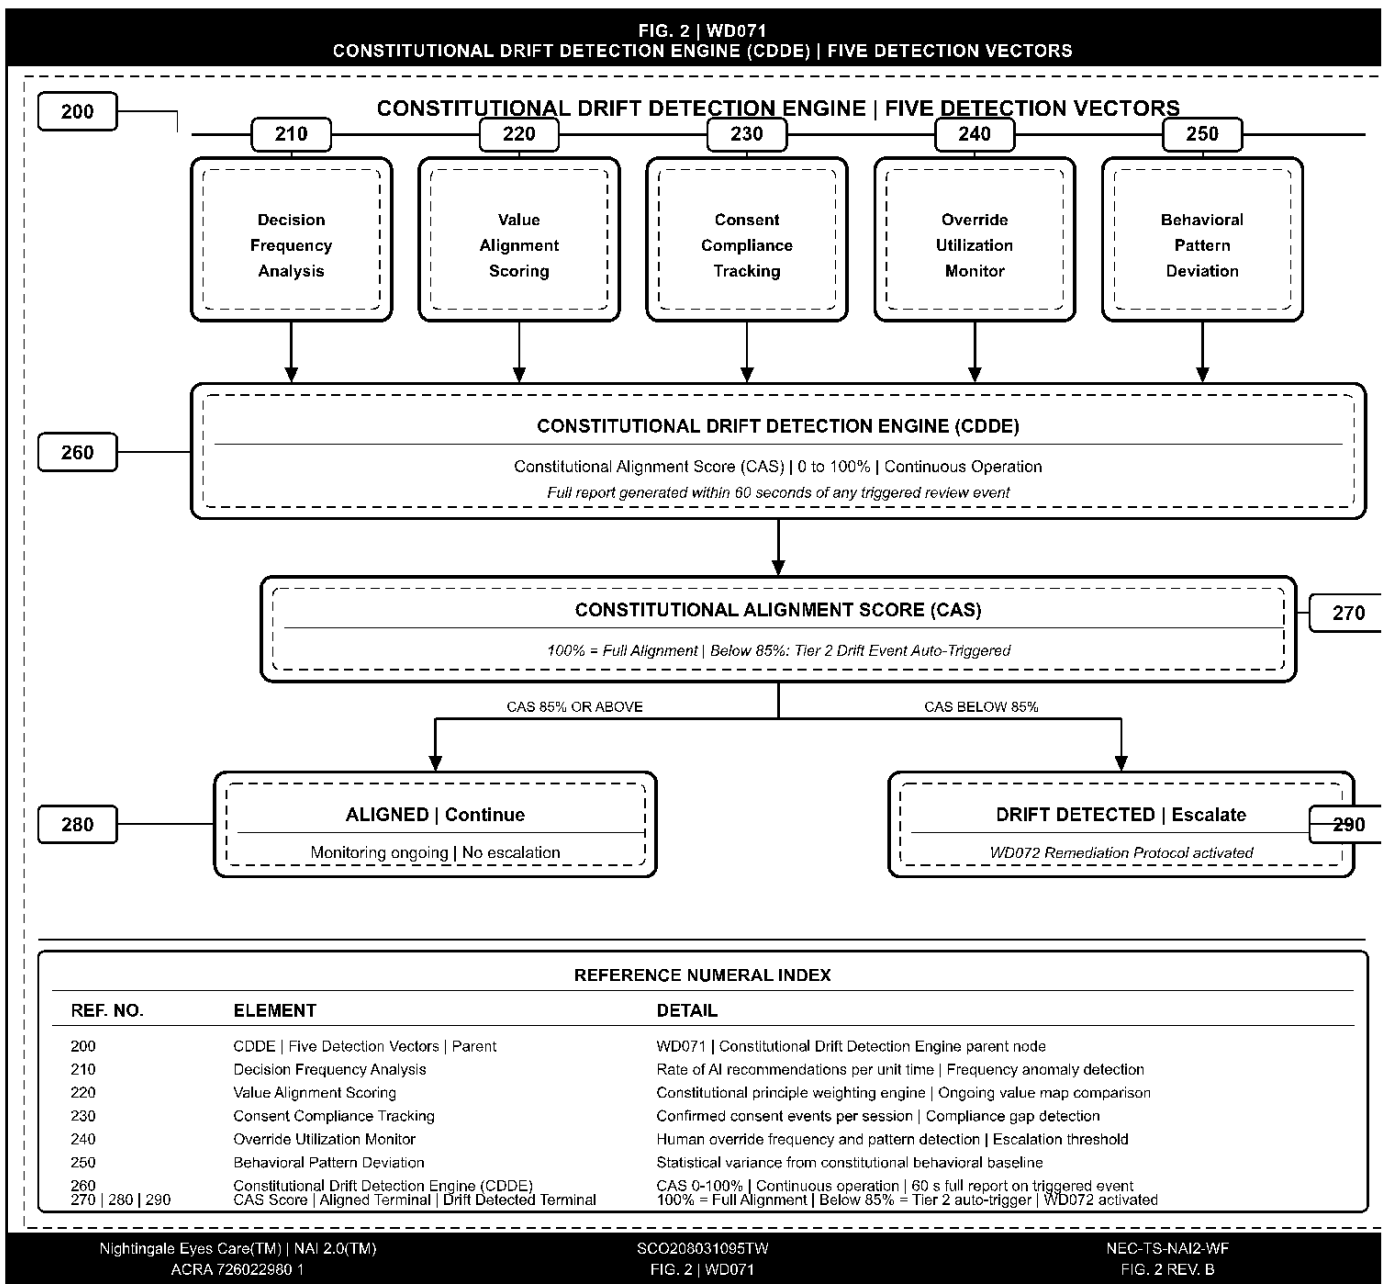 FIG. 2 | WD071
CONSTITUTIONAL DRIFT DETECTION ENGINE (CDDE) | FIVE DETECTION VECTORS
200
CONSTITUTIONAL DRIFT DETECTION ENGINE | FIVE DETECTION VECTORS
210
220
230
240
250
Decision
Frequency
Analysis
Value
Alignment
Scoring
Consent
Compliance
Tracking
Override
Utilization
Monitor
Behavioral
Pattern
Deviation
260
CONSTITUTIONAL DRIFT DETECTION ENGINE (CDDE)
Constitutional Alignment Score (CAS) | 0 to 100% | Continuous Operation
Full report generated within 60 seconds of any triggered review event
CONSTITUTIONAL ALIGNMENT SCORE (CAS)
270
100% = Full Alignment | Below 85%: Tier 2 Drift Event Auto-Triggered
CAS 85% OR ABOVE
CAS BELOW 85%
280
ALIGNED | Continue
Monitoring ongoing | No escalation
DRIFT DETECTED | Escalate
WD072 Remediation Protocol activated
290
REFERENCE NUMERAL INDEX
REF. NO. ELEMENT DETAIL
200 CDDE | Five Detection Vectors | Parent WD071 | Constitutional Drift Detection Engine parent node
210 Decision Frequency Analysis Rate of AI recommendations per unit time | Frequency anomaly detection
220 Value Alignment Scoring Constitutional principle weighting engine | Ongoing value map comparison
230 Consent Compliance Tracking Confirmed consent events per session | Compliance gap detection
240 Override Utilization Monitor Human override frequency and pattern detection | Escalation threshold
250 Behavioral Pattern Deviation Statistical variance from constitutional behavioral baseline
260 Constitutional Drift Detection Engine (CDDE) CAS 0-100% | Continuous operation | 60 s full report on triggered event
270 | 280 | 290 CAS Score | Aligned Terminal | Drift Detected Terminal 100% = Full Alignment | Below 85% = Tier 2 auto-trigger | WD072 activated
Nightingale Eyes Care(TM) | NAI 2.0(TM) SCO208031095TW NEC-TS-NAI2-WF
ACRA 726022980 1 FIG. 2 | WD071 FIG. 2 REV. B